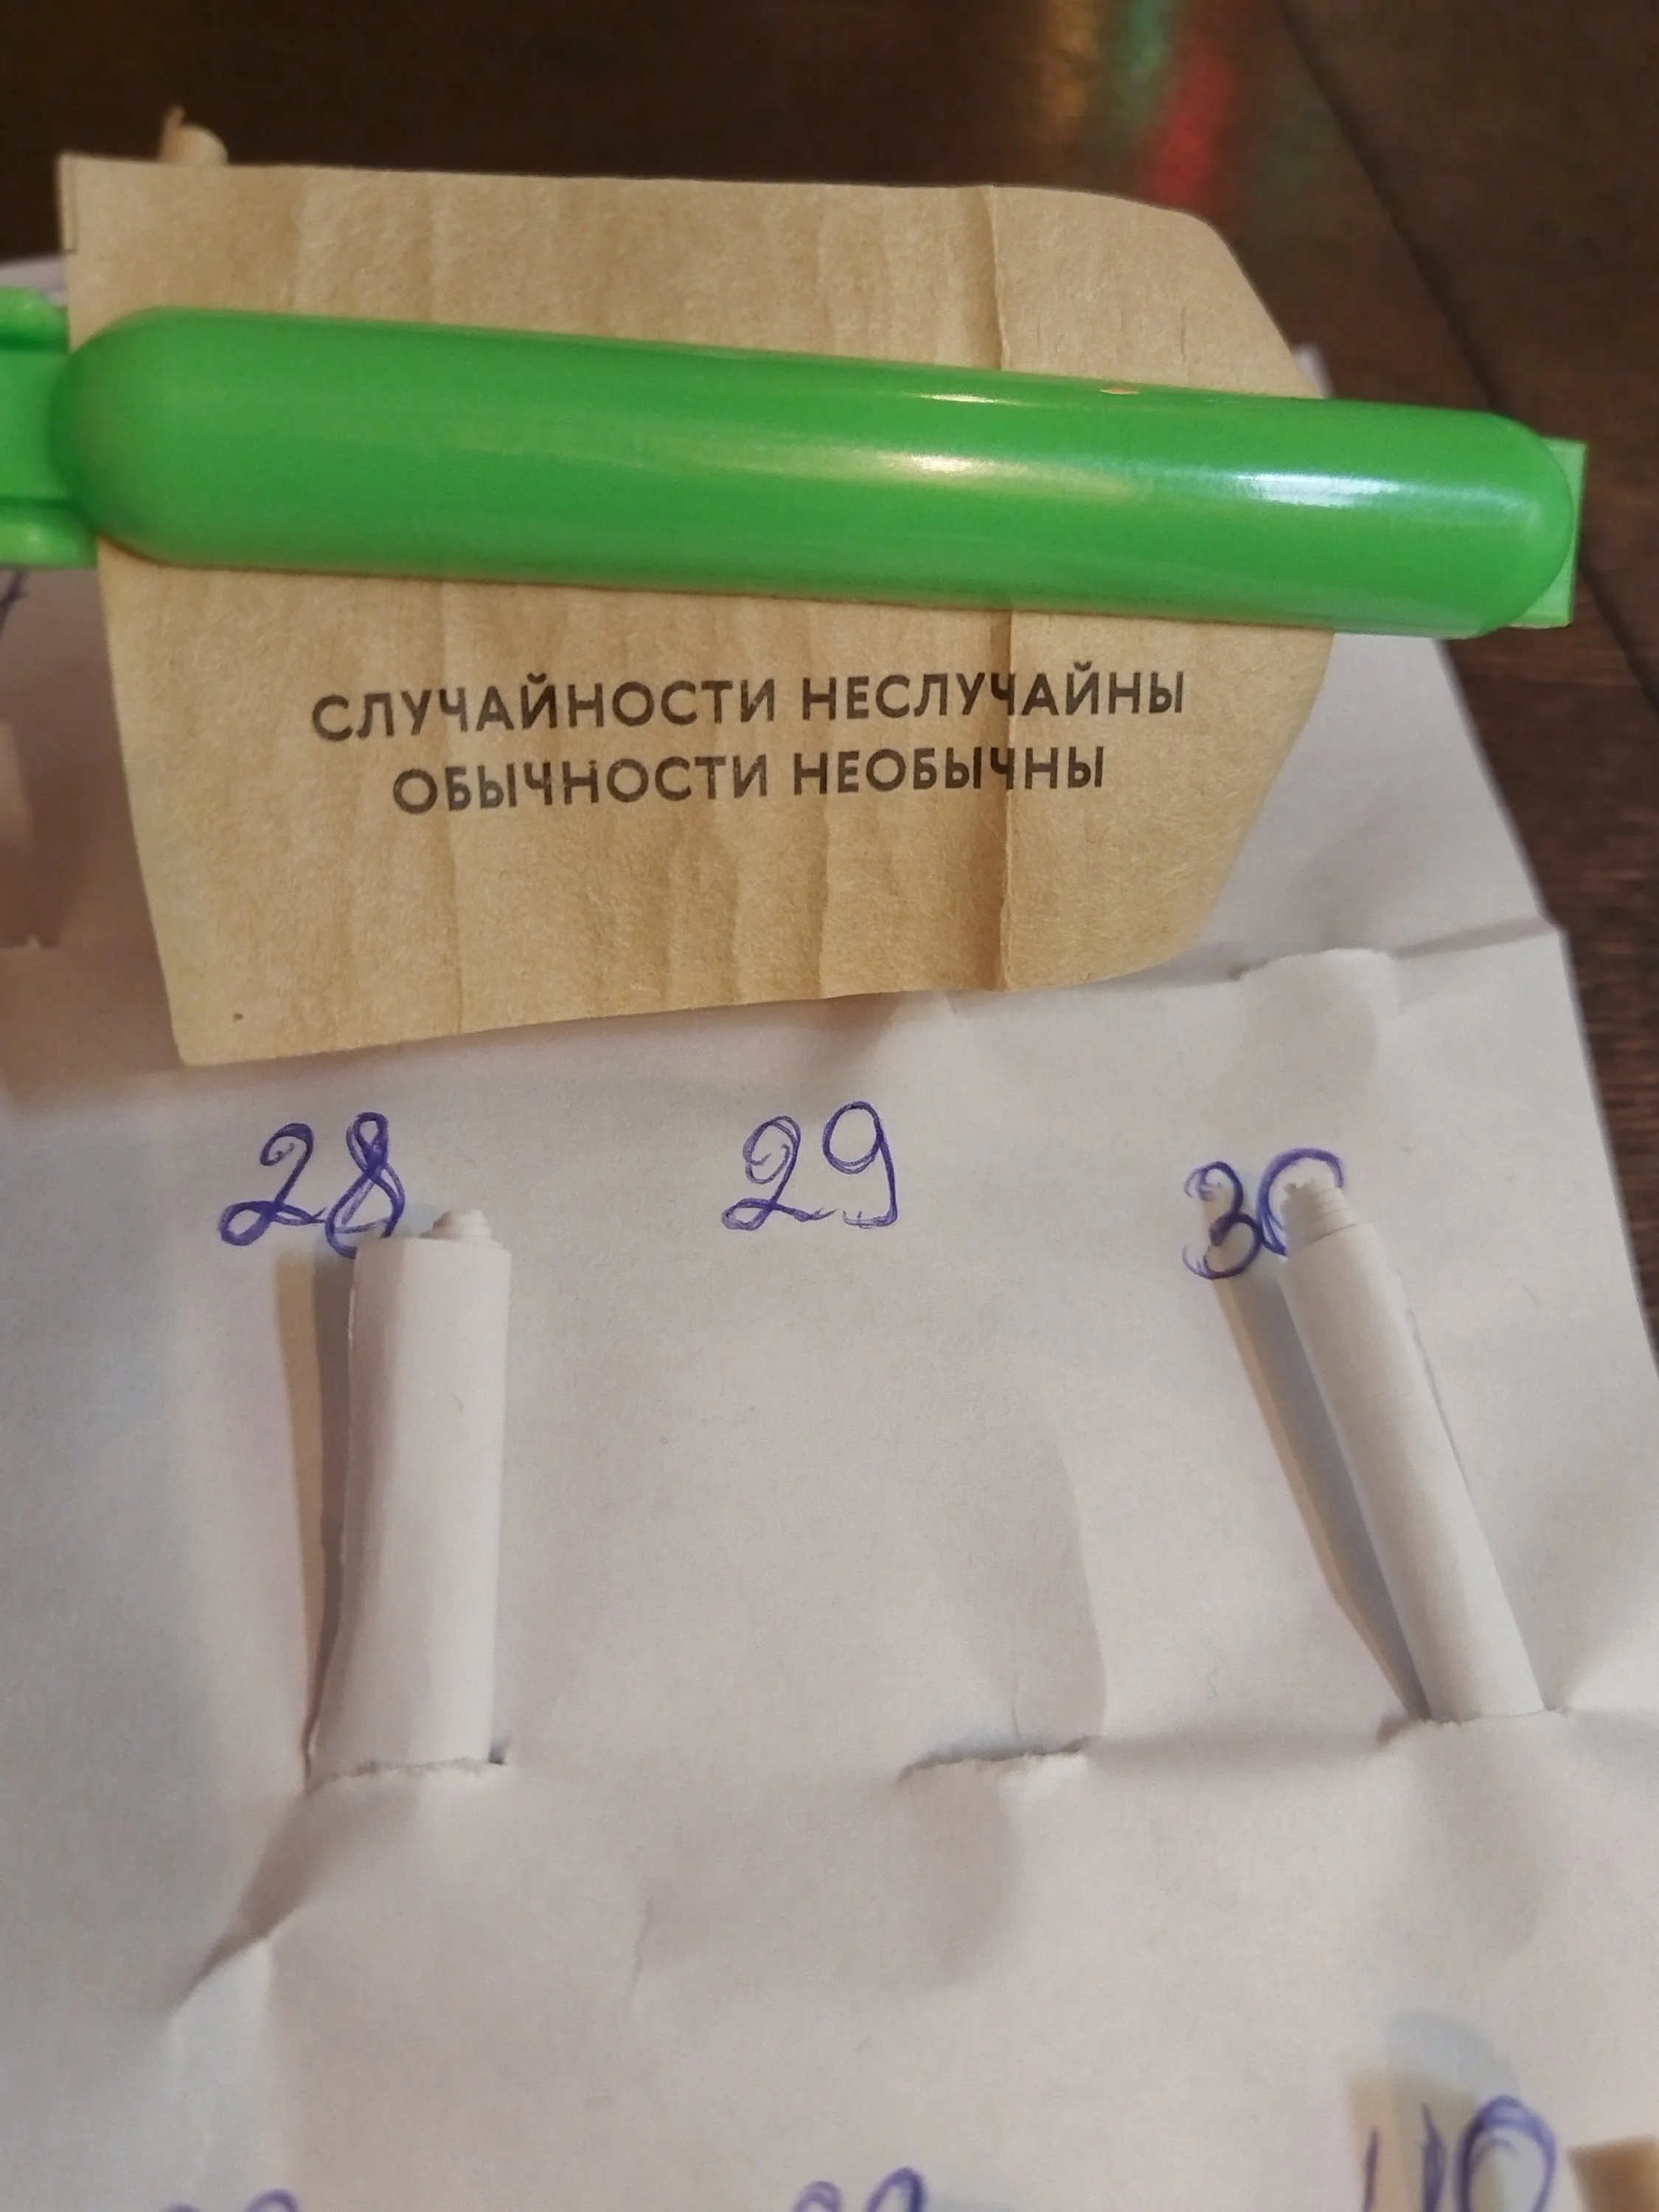 СЛУЧАЙНОСТИ НЕСЛУЧАЙНЫ
ОБЫЧНОСТИ НЕОБЫЧНЫ
28 29 30